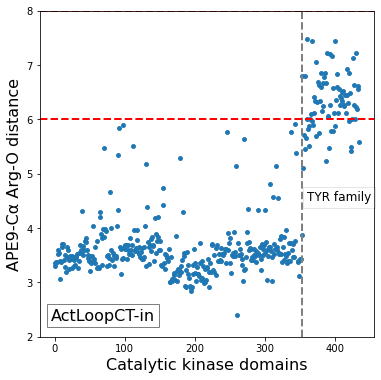 8
7
6
5
4
3
2
APE9-Cα Arg-O distance
TYR family
ActLoopCT-in
0 100 200 300 400
Catalytic kinase domains